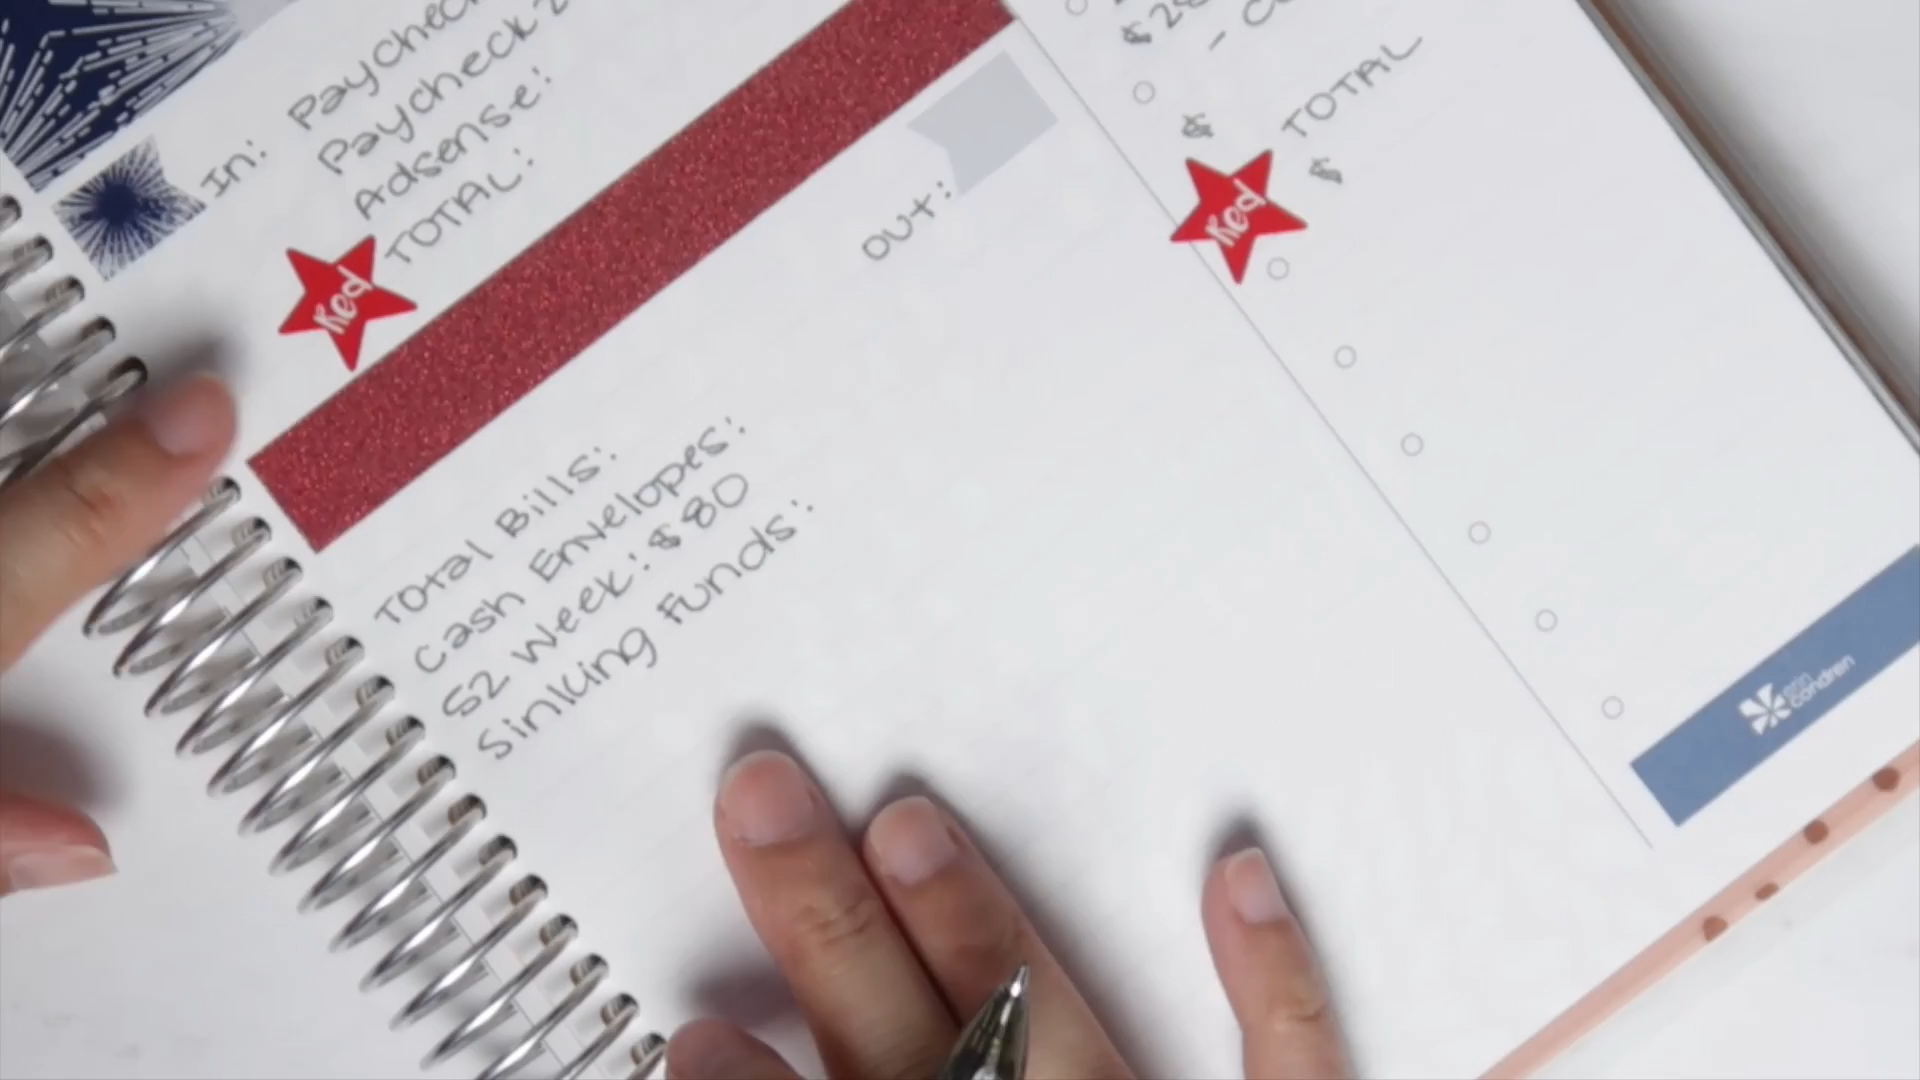 In: Paycheck
Paycheck 2
Adsense:
TOTAL:
Red
OUT:
Total Bills:
Cash Envelopes:
52 Week: $80
Sinking Funds:
$
TOTAL
$
Red
erin
condren